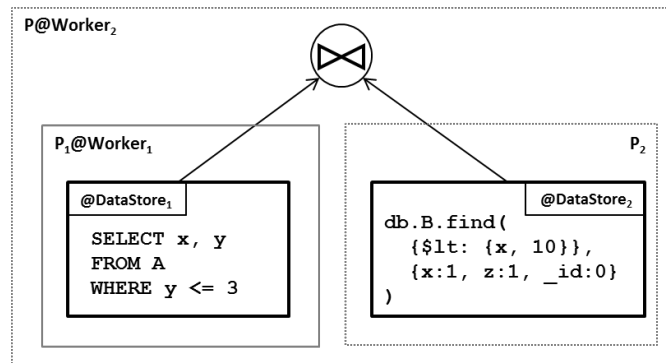 P@Worker₂
P₁@Worker₁
@DataStore₁
SELECT x, y
FROM A
WHERE y <= 3
P₂
@DataStore₂
db.B.find(
{$lt: {x, 10}},
{x:1, z:1, _id:0}
)